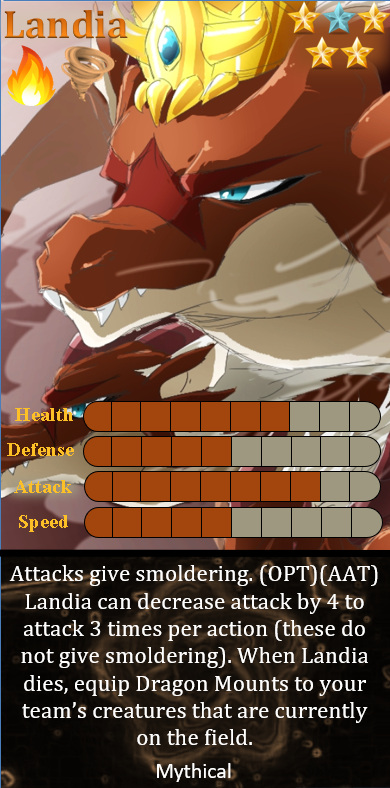 Landia
Health
Defense
Attack
Speed
Attacks give smoldering. (OPT)(AAT)
Landia can decrease attack by 4 to
attack 3 times per action (these do
not give smoldering). When Landia
dies, equip Dragon Mounts to your
team’s creatures that are currently
on the field.
Mythical